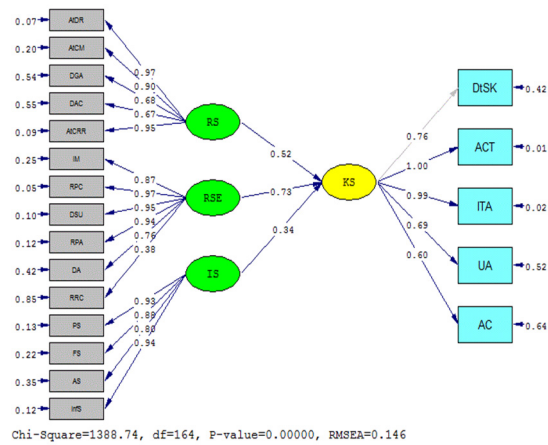 0.07 AtDR
0.20 AtCM
0.54 DGA
0.55 DAC
0.09 AtCRR
0.25 IM
0.05 RPC
0.10 DSU
0.12 RPA
0.42 DA
0.85 RRC
0.13 PS
0.22 FS
0.35 AS
0.12 InfS
0.97
0.90
0.68
0.67
0.95
0.87
0.97
0.95
0.94
0.76
0.38
0.93
0.88
0.80
0.94
RS
RSE
IS
0.52
0.73
0.34
KS
0.76
1.00
0.99
0.69
0.60
DtSK 0.42
ACT 0.01
ITA 0.02
UA 0.52
AC 0.64
Chi-Square=1388.74, df=164, P-value=0.00000, RMSEA=0.146